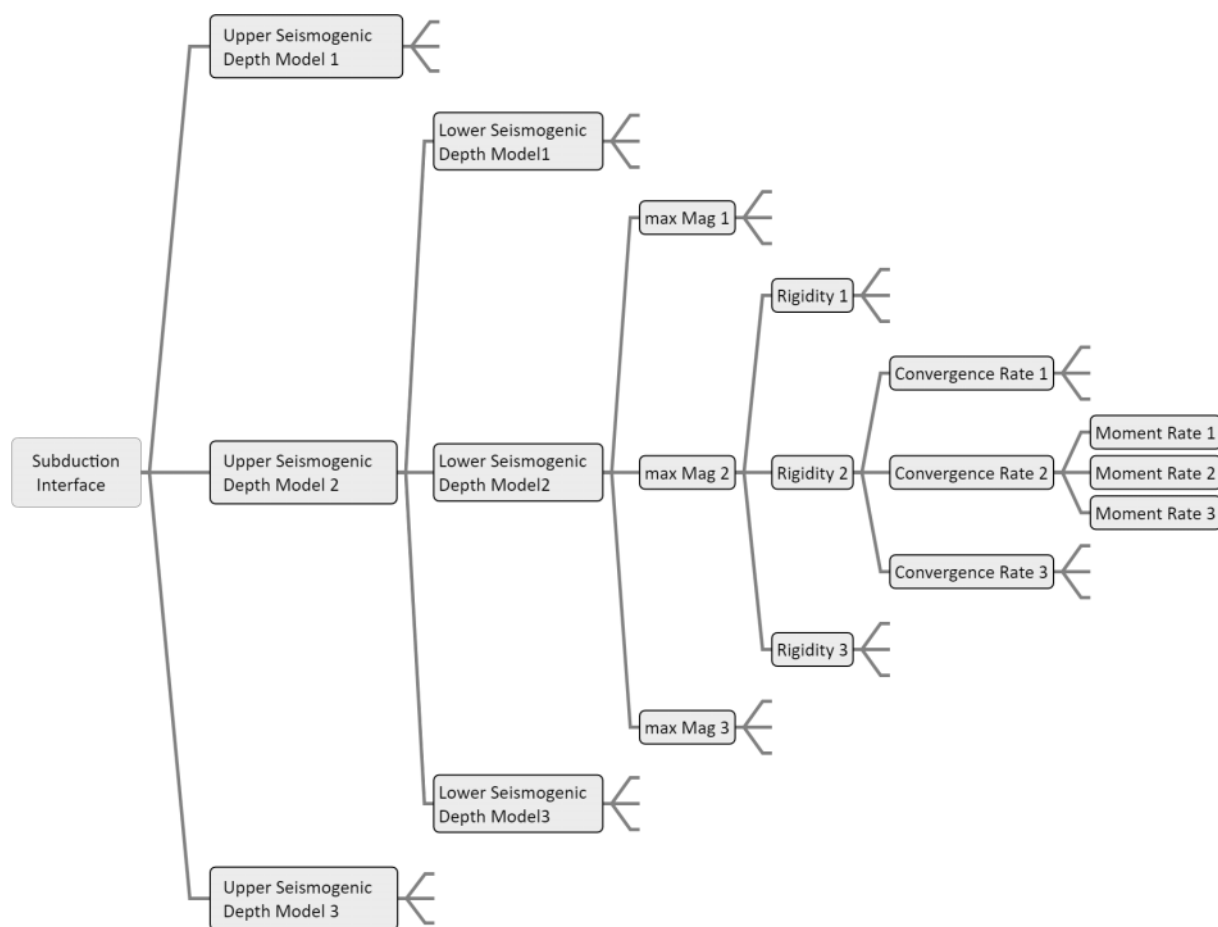 Upper Seismogenic
Depth Model 1
Lower Seismogenic
Depth Model1
max Mag 1
Rigidity 1
Convergence Rate 1
Subduction
Interface
Upper Seismogenic
Depth Model 2
Lower Seismogenic
Depth Model2
max Mag 2
Rigidity 2
Convergence Rate 2
Moment Rate 1
Moment Rate 2
Moment Rate 3
Convergence Rate 3
Rigidity 3
max Mag 3
Lower Seismogenic
Depth Model3
Upper Seismogenic
Depth Model 3